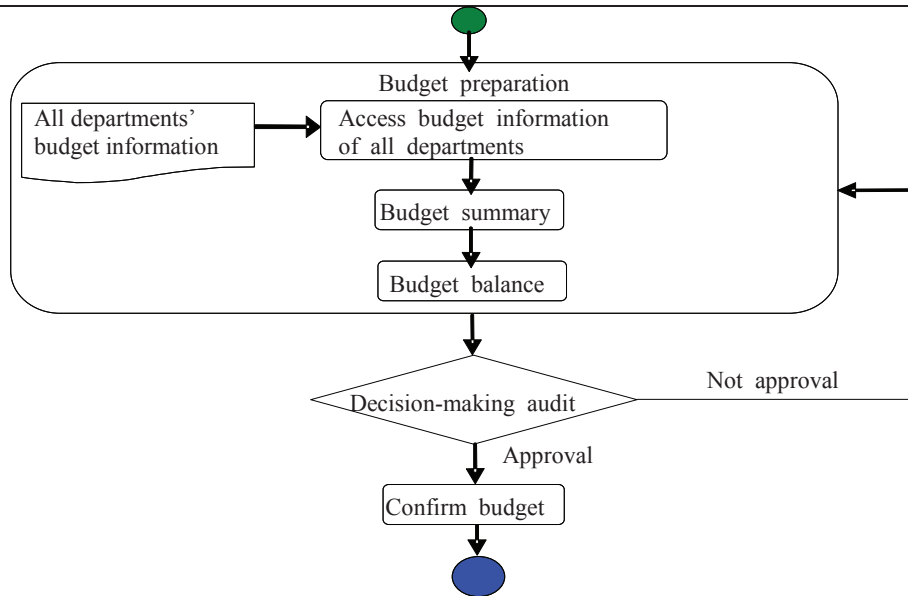 Budget preparation
All departments’
budget information
Access budget information
of all departments
Budget summary
Budget balance
Decision-making audit
Not approval
Approval
Confirm budget